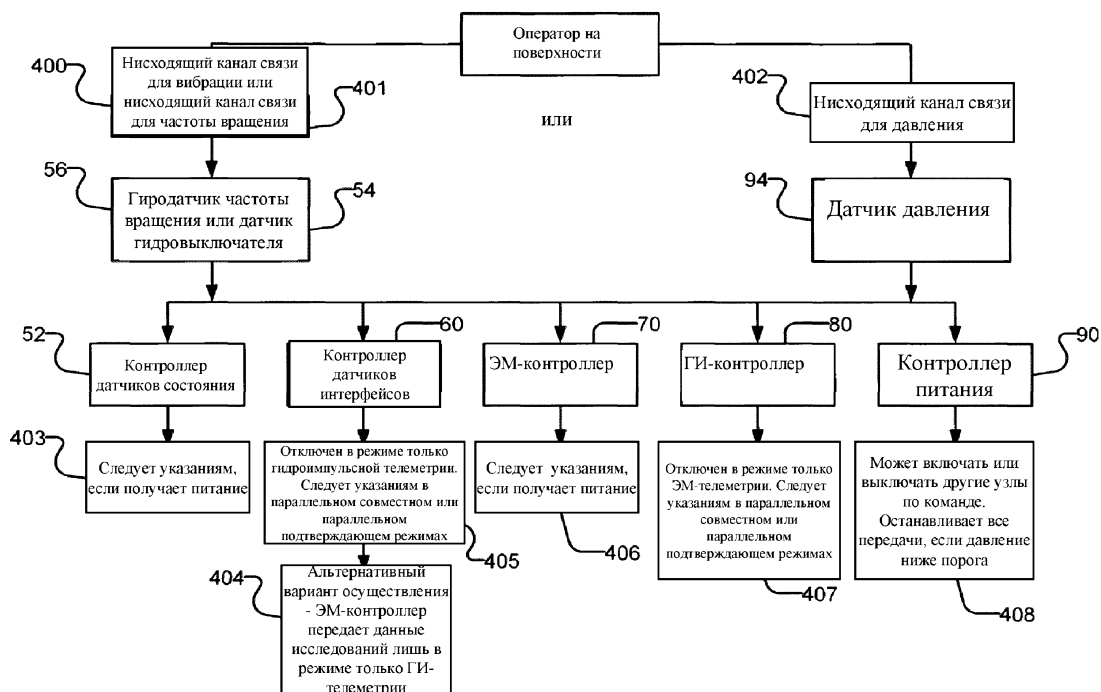 Оператор на
поверхности
400
Нисходящий канал связи
для вибрации или
нисходящий канал связи
для частоты вращения
401
или
402
Нисходящий канал связи
для давления
56
Гиродатчик частоты
вращения или датчик
гидровыключателя
54
94
Датчик давления
52
Контроллер
датчиков состояния
60
Контроллер
датчиков
интерфейсов
70
ЭМ-контроллер
80
ГИ-контроллер
90
Контроллер
питания
403
Следует указаниям,
если получает питание
Отключен в режиме только
гидроимпульсной телеметрии.
Следует указаниям в
параллельном совместном или
параллельном
подтверждающем режимах
405
Следует указаниям,
если получает питание
406
Отключен в режиме только
ЭМ-телеметрии. Следует
указаниям в параллельном
совместном или
параллельном
подтверждающем режимах
407
Может включать или
выключать другие узлы
по команде.
Останавливает все
передачи, если давление
ниже порога
408
404
Альтернативный
вариант осуществления
- ЭМ-контроллер
передает данные
исследований лишь в
режиме только ГИ-
телеметрии